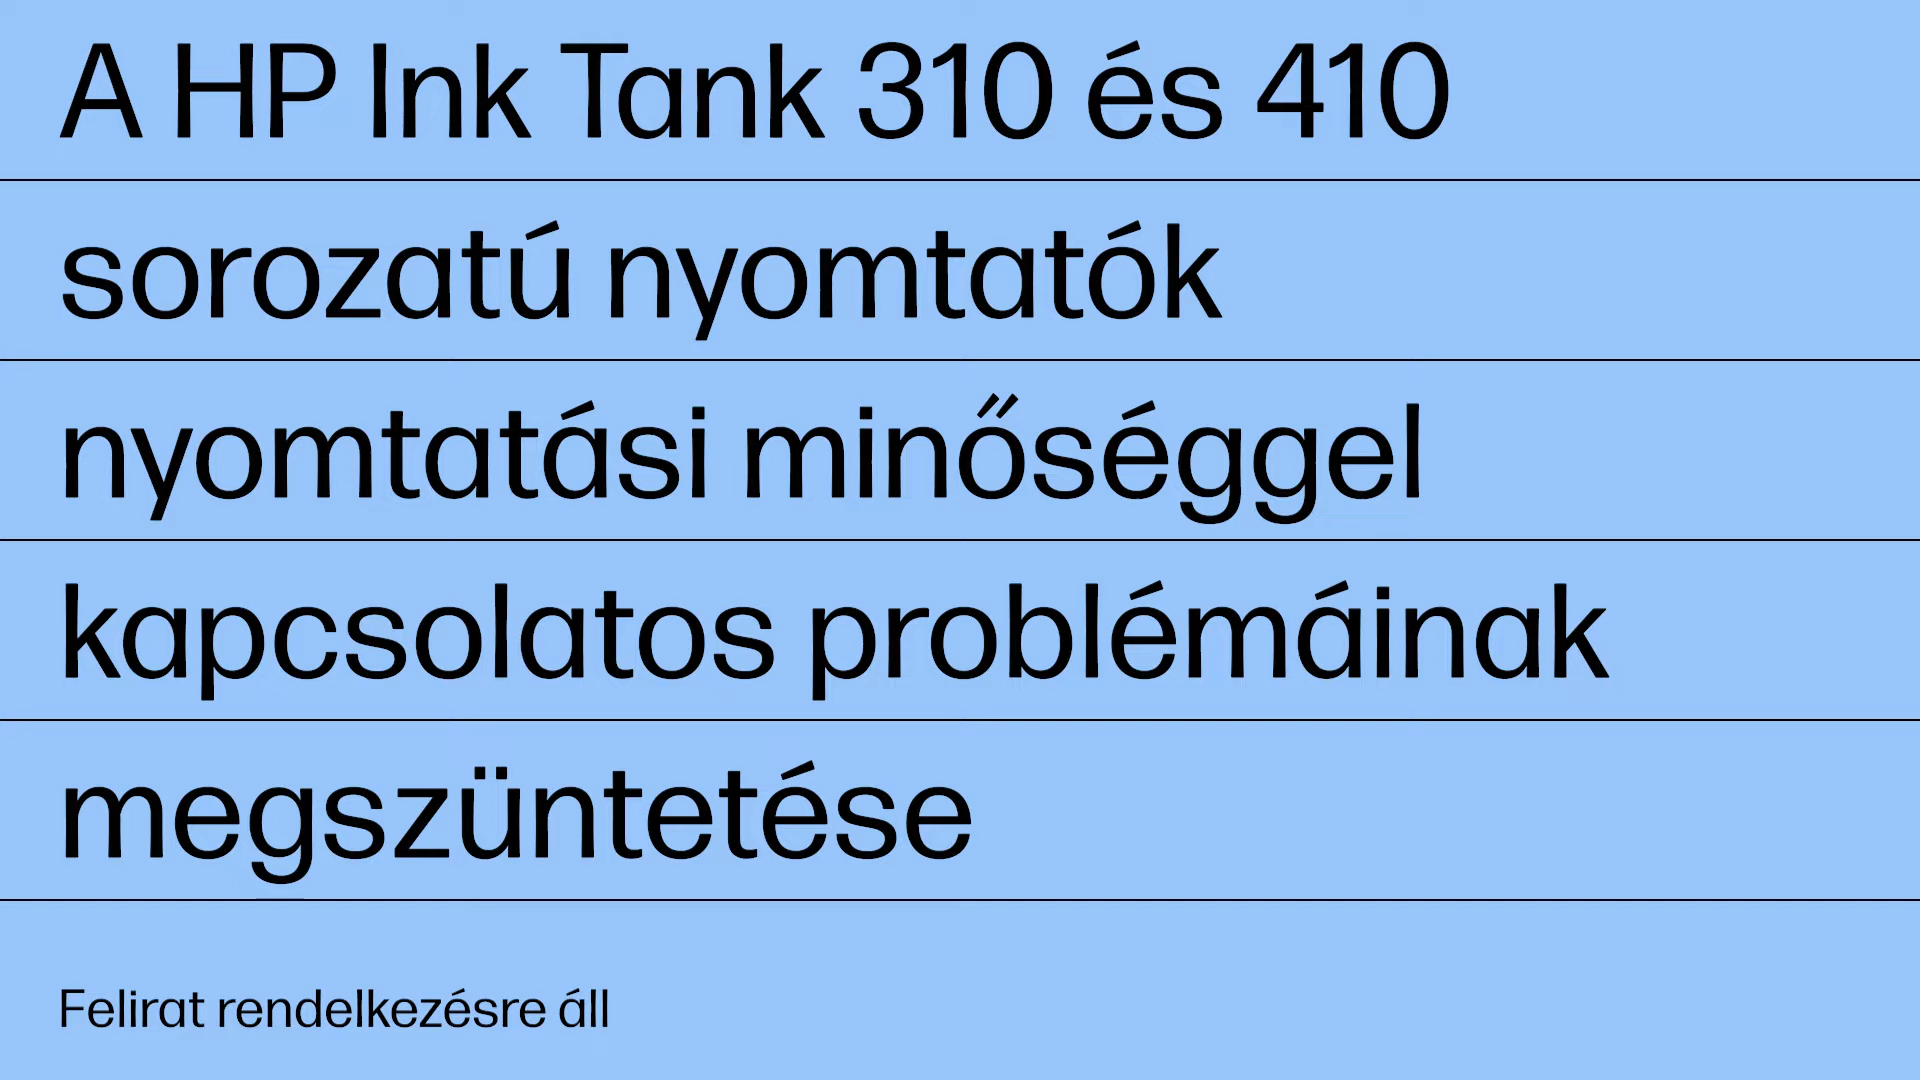 A HP Ink Tank 310 és 410
sorozatú nyomtatók
nyomtatási minőséggel
kapcsolatos problémáinak
megszüntetése
Felirat rendelkezésre áll